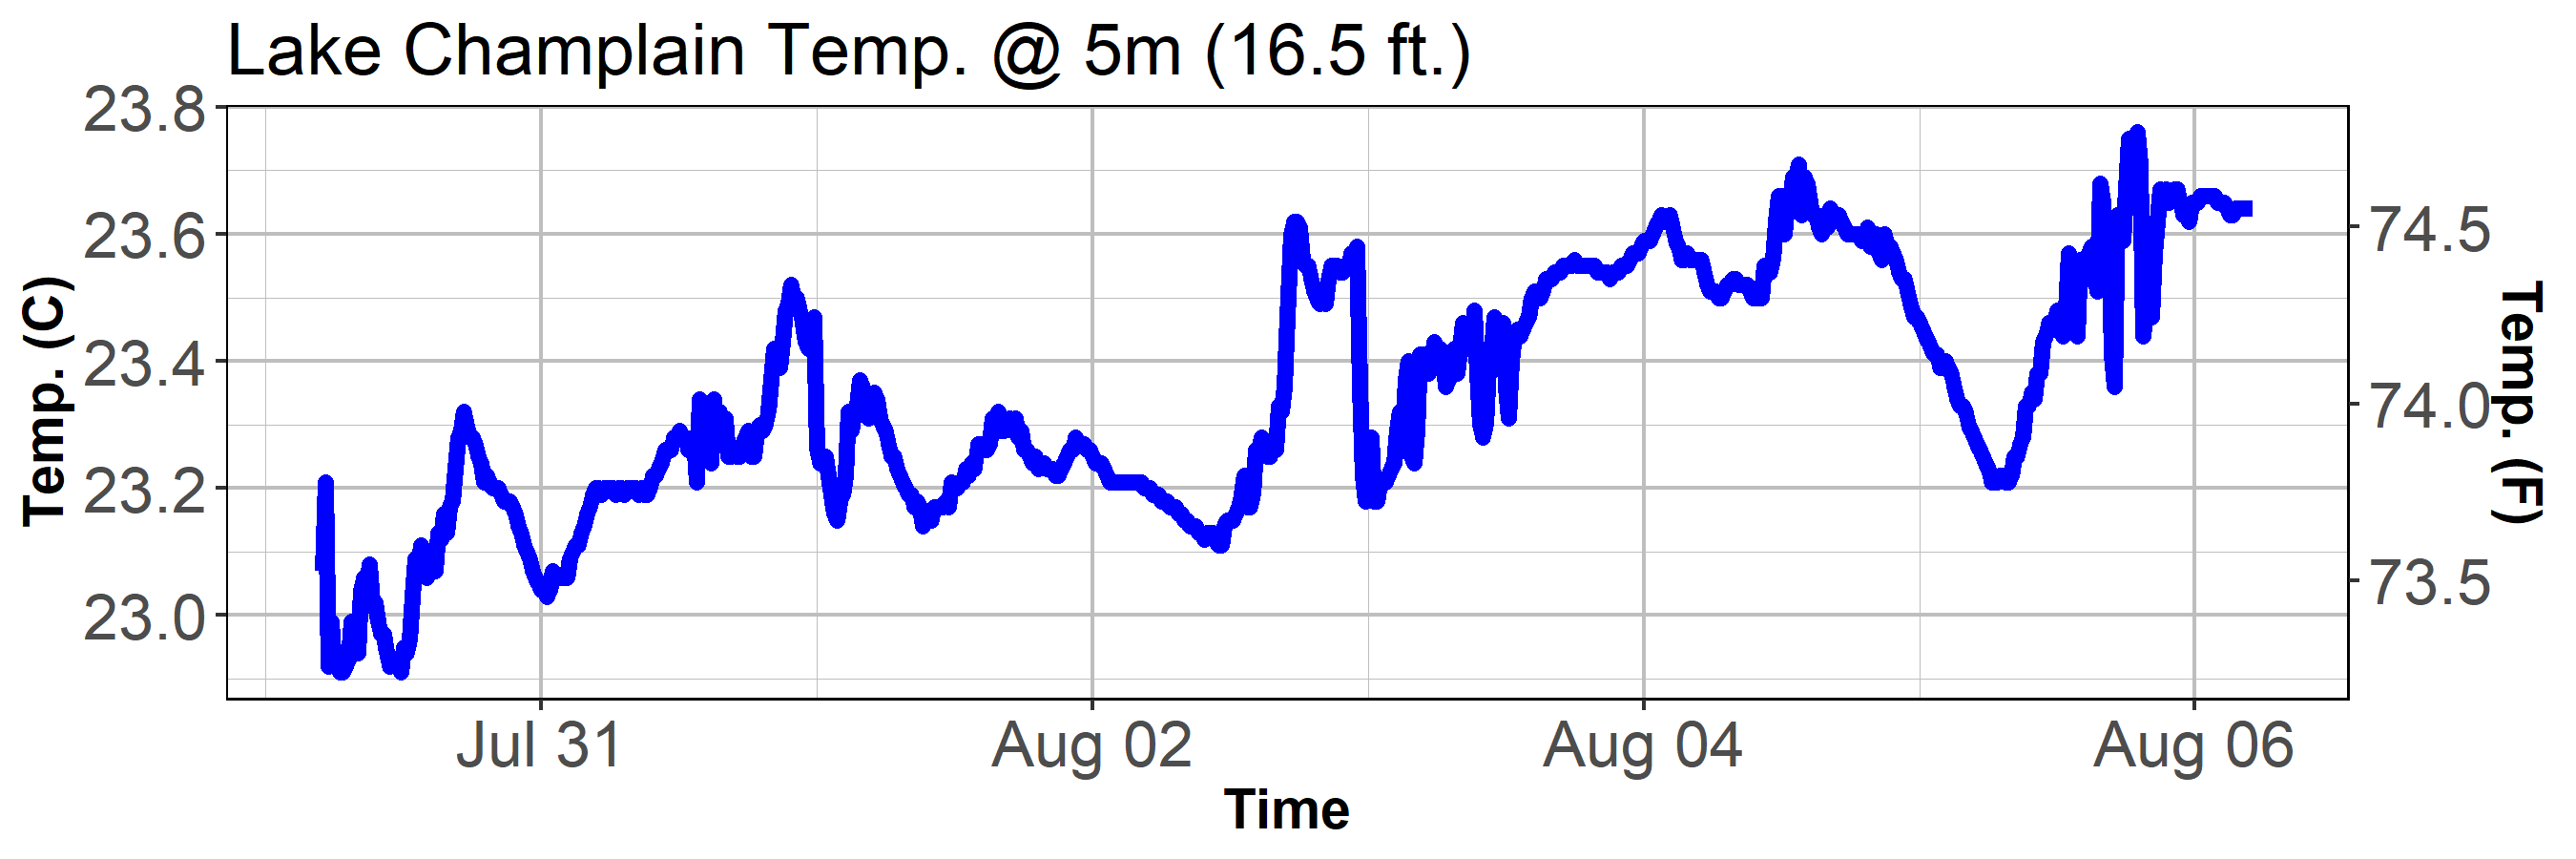 Lake Champlain Temp. @ 5m (16.5 ft.)
23.8
23.6
23.4
23.2
23.0
Temp. (C)
74.5
74.0
73.5
Temp. (F)
Jul 31 Aug 02 Aug 04 Aug 06
Time